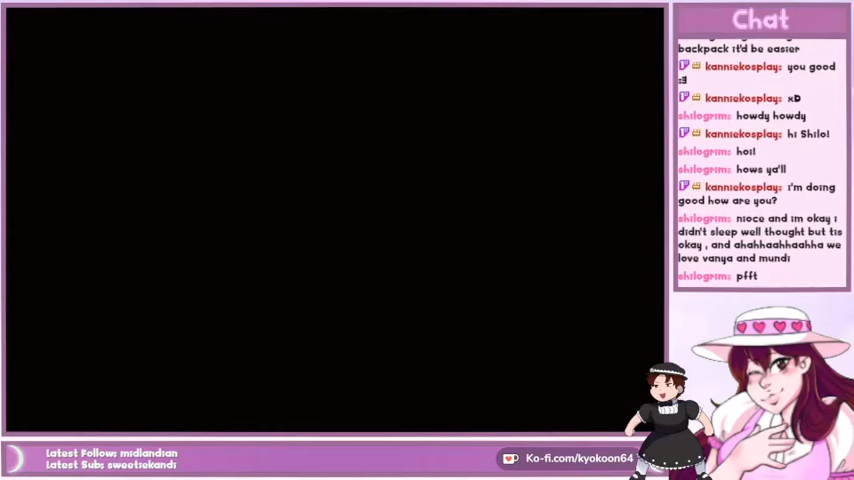 Chat
backpack it'd be easier
kanniekosplay: you good
:3
kanniekosplay: xD
shilogrim: howdy howdy
kanniekosplay: hi Shilo!
shilogrim: hoi!
shilogrim: hows ya'll
kanniekosplay: i'm doing
good how are you?
shilogrim: nioce and im okay i
didn't sleep well thought but tis
okay , and ahahhaahhaahha we
love vanya and mundi
shilogrim: pfft
Latest Follow; midlandian
Latest Sub; sweetiekandi
Ko-fi.com/kyokoon64